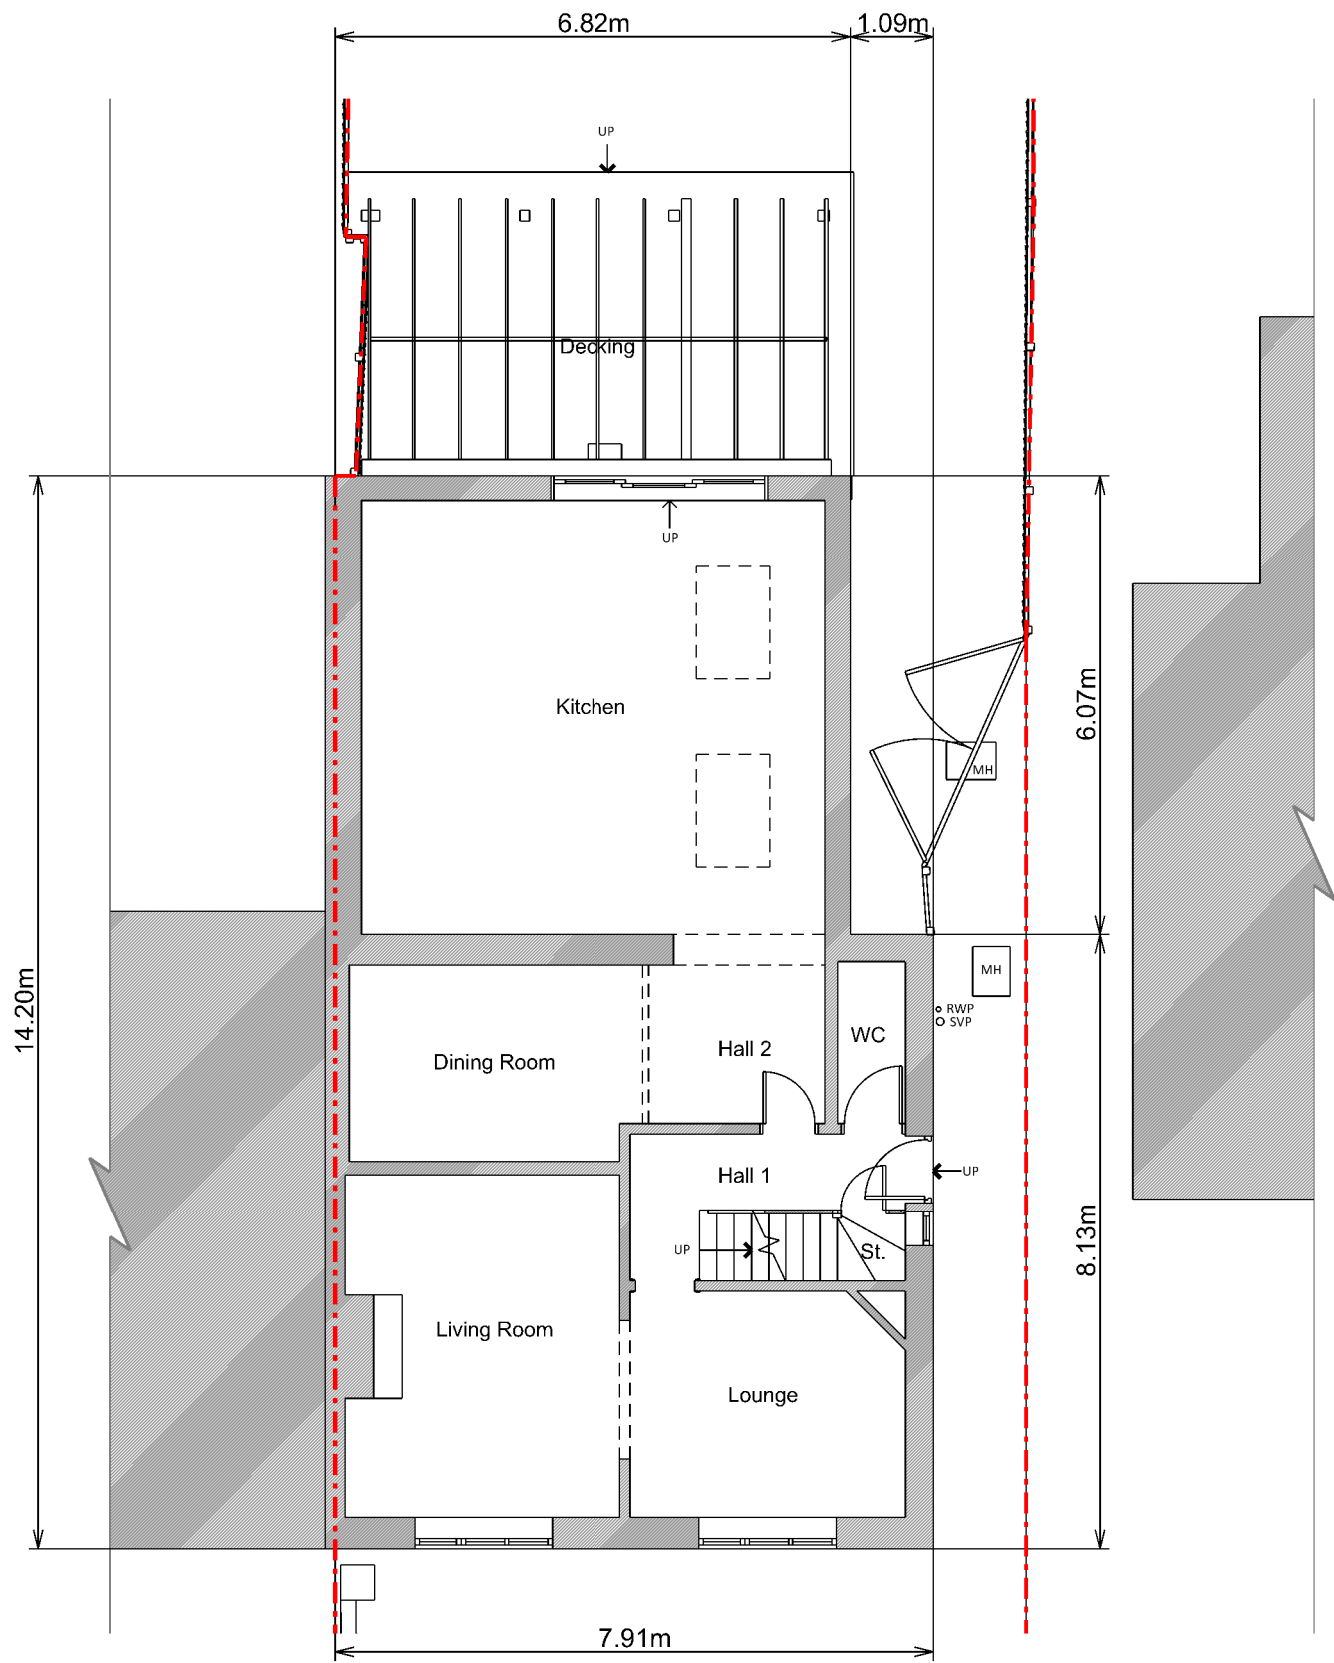 6.82m
1.09m
UP
Decking
UP
Kitchen
6.07m
MH
MH
RWP
SVP
14.20m
WC
Hall 2
Dining Room
Hall 1
UP
8.13m
UP
St.
Living Room
Lounge
7.91m